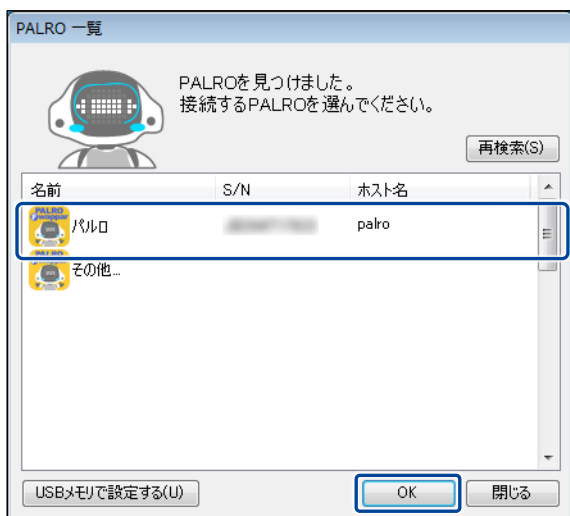 PALRO 一覧
PALROを見つけました。
接続するPALROを選んでください。
再検索(S)
名前 S/N ホスト名
パルロ palro
その他...
USBメモリで設定する(U) OK 閉じる